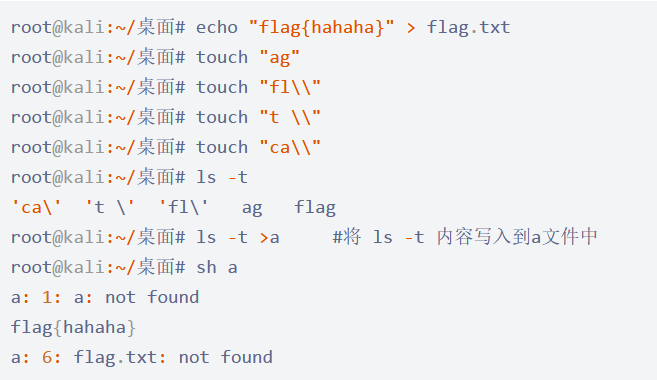 root@kali:~/桌面# echo "flag{hahaha}" > flag.txt
root@kali:~/桌面# touch "ag"
root@kali:~/桌面# touch "fl\\"
root@kali:~/桌面# touch "t \\"
root@kali:~/桌面# touch "ca\\"
root@kali:~/桌面# ls -t
'ca\'  't \'  'fl\'   ag   flag
root@kali:~/桌面# ls -t >a     #将 ls -t 内容写入到a文件中
root@kali:~/桌面# sh a
a: 1: a: not found
flag{hahaha}
a: 6: flag.txt: not found